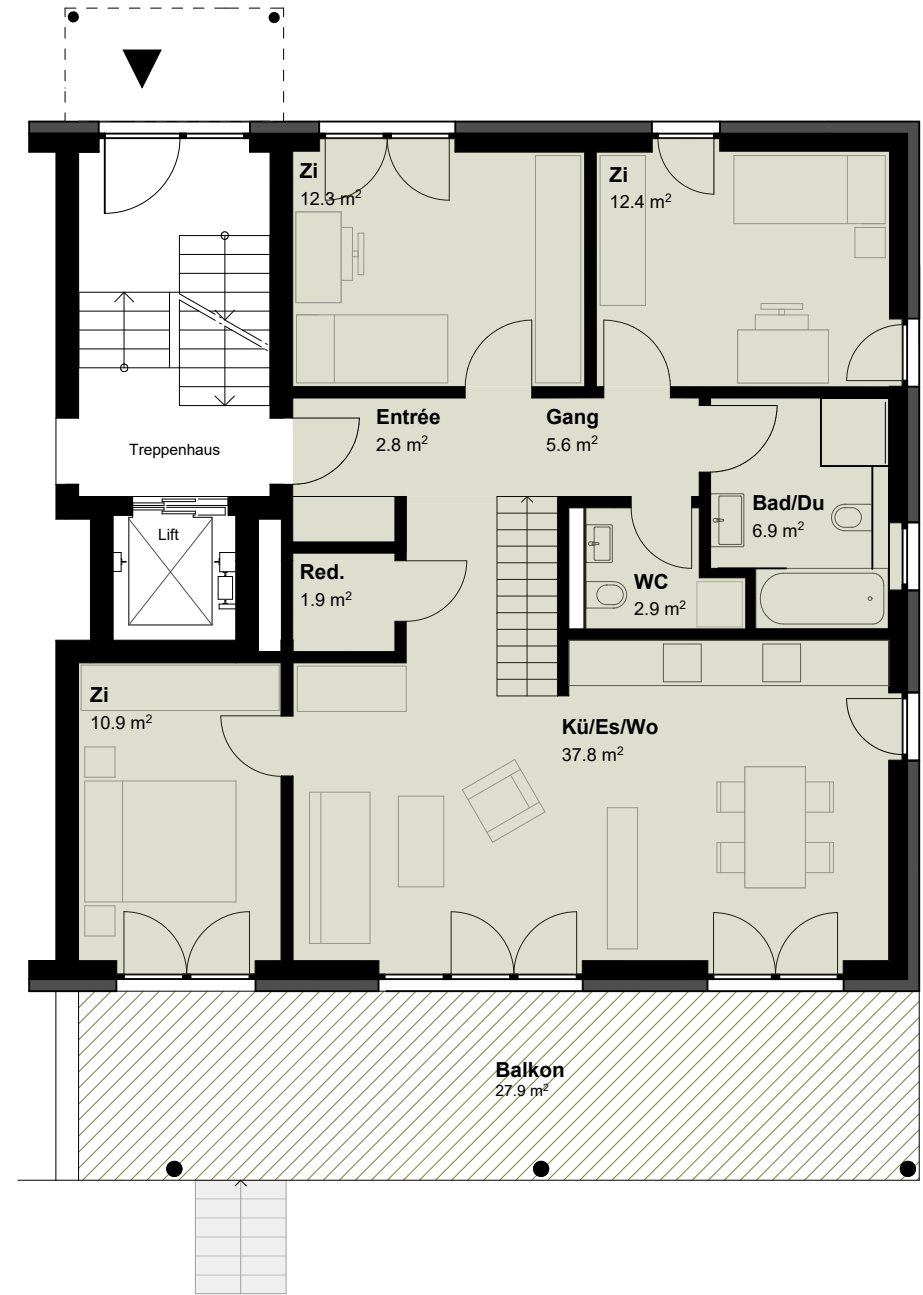 Zi
12.3 m²
Zi
12.4 m²
Entrée
2.8 m²
Gang
5.6 m²
Treppenhaus
Bad/Du
6.9 m²
Lift
Red.
1.9 m²
WC
2.9 m²
Zi
10.9 m²
Kü/Es/Wo
37.8 m²
Balkon
27.9 m²